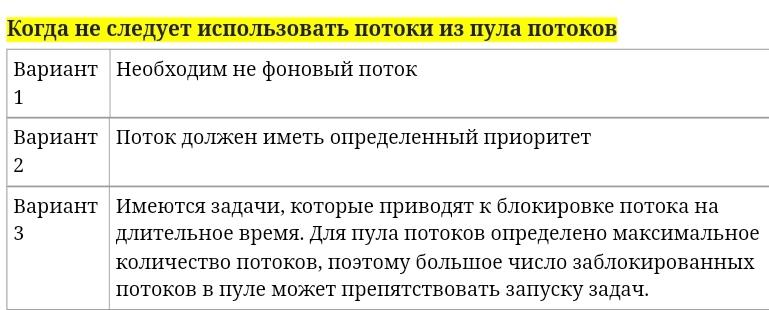 Когда не следует использовать потоки из пула потоков
Вариант 1
Необходим не фоновый поток
Вариант 2
Поток должен иметь определенный приоритет
Вариант 3
Имеются задачи, которые приводят к блокировке потока на
длительное время. Для пула потоков определено максимальное
количество потоков, поэтому большое число заблокированных
потоков в пуле может препятствовать запуску задач.